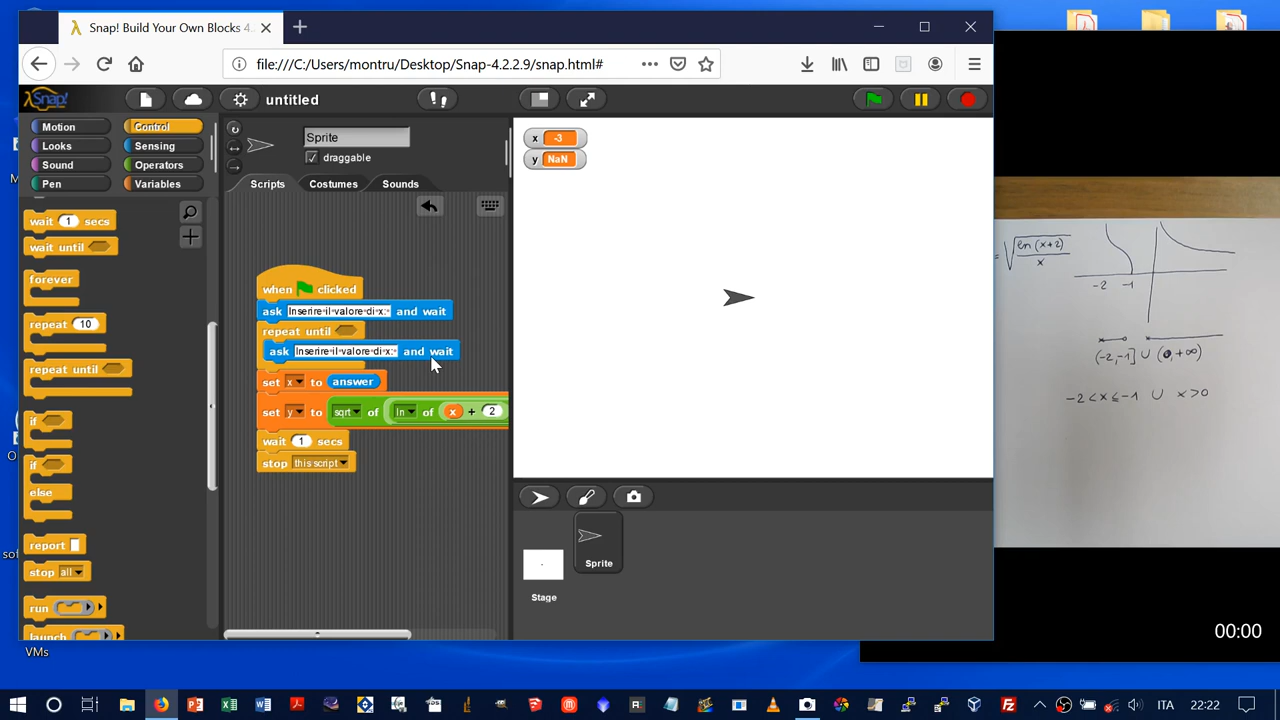 Snap! Build Your Own Blocks 4.
file:///C:/Users/montru/Desktop/Snap-4.2.2.9/snap.html#
Snap!
untitled
Motion
Control
Looks
Sensing
Sound
Operators
Pen
Variables
Sprite
draggable
Scripts
Costumes
Sounds
x -3
y NaN
wait 1 secs
wait until
forever
repeat 10
repeat until
if
if
else
report
stop all
run
launch
when clicked
ask Inserire·il·valore·di·x:· and wait
repeat until
ask Inserire·il·valore·di·x:· and wait
set x to answer
set y to sqrt of ln of x + 2
wait 1 secs
stop this script
Stage
Sprite
= √ ln (x+2) / x
-2 -1
(-2,-1] ∪ (0,+∞)
-2 < x ≤ -1 ∪ x > 0
00:00
VMs
ITA
22:22